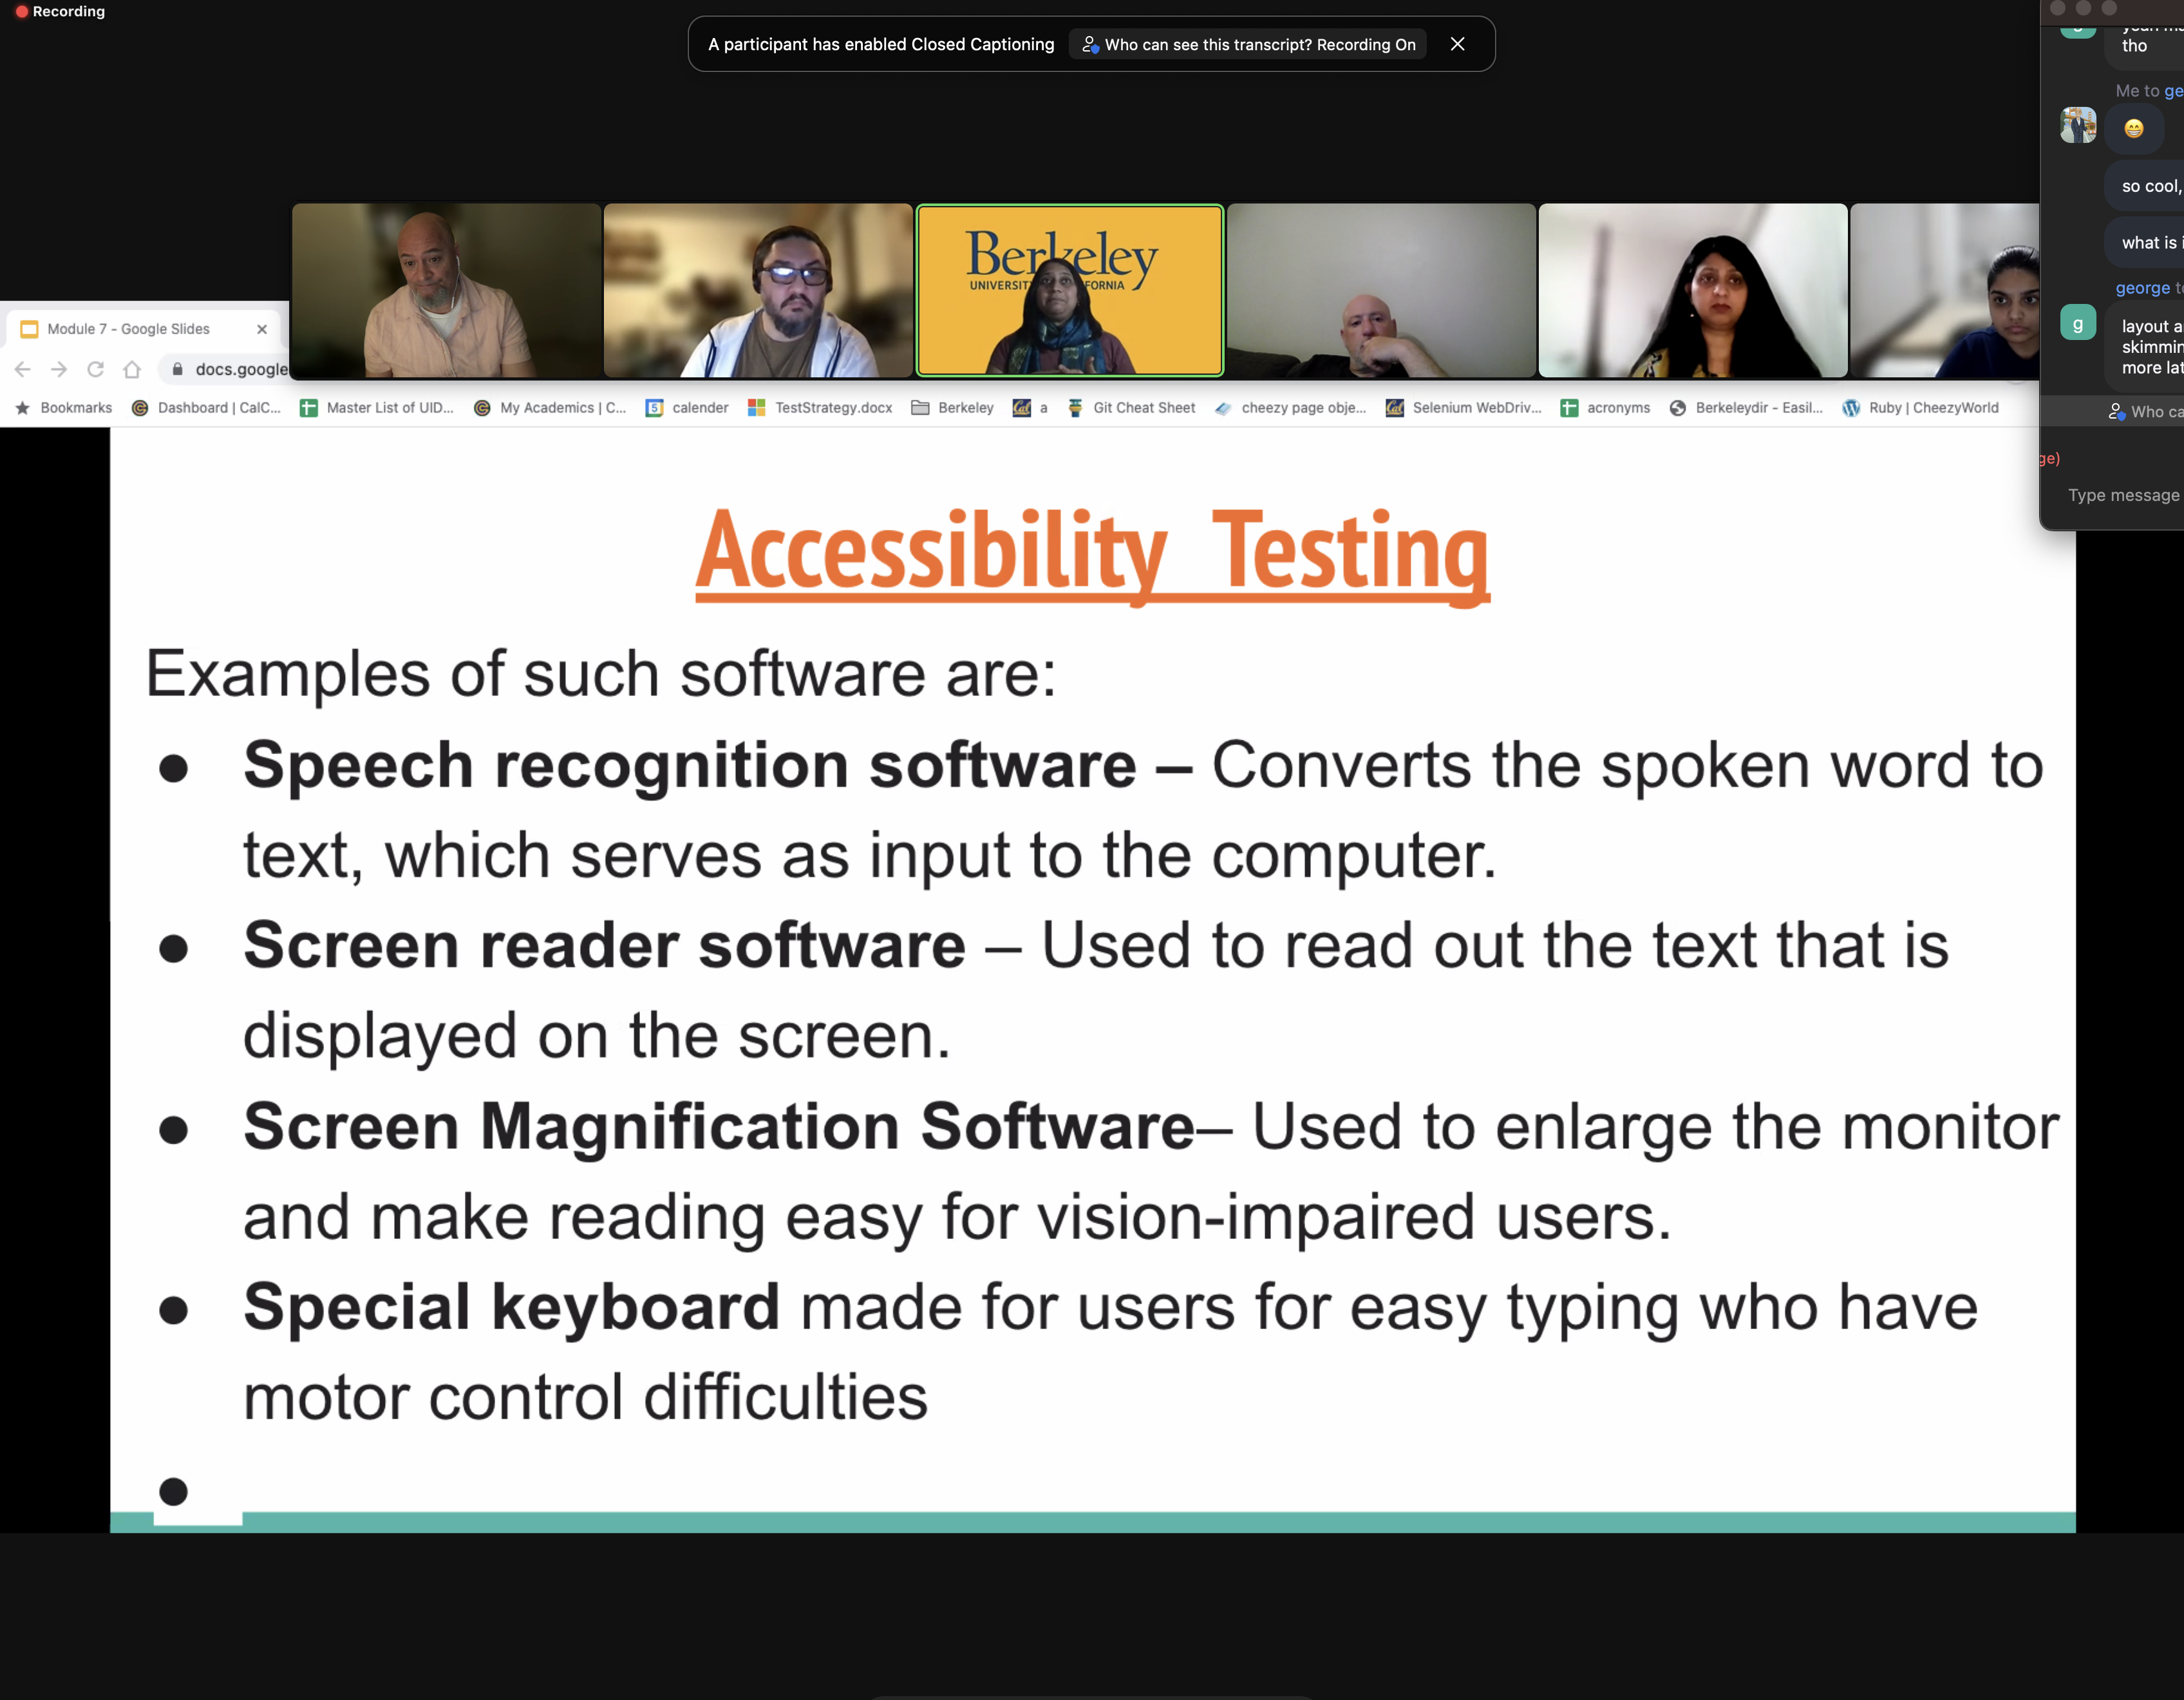 Recording
A participant has enabled Closed Captioning Who can see this transcript? Recording On
tho
Me to
😁
so cool,
what is
Berkeley
george
g
layout
more
Who
ge)
Type message
Module 7 - Google Slides
docs.google
Bookmarks Dashboard | CalC... Master List of UID... My Academics | C... 5 calender TestStrategy.docx Berkeley Cal a Git Cheat Sheet cheezy page obje... Cal Selenium WebDriv... acronyms Berkeleydir - Easil... Ruby | CheezyWorld
Accessibility Testing
Examples of such software are:
● Speech recognition software – Converts the spoken word to
text, which serves as input to the computer.
● Screen reader software – Used to read out the text that is
displayed on the screen.
● Screen Magnification Software– Used to enlarge the monitor
and make reading easy for vision-impaired users.
● Special keyboard made for users for easy typing who have
motor control difficulties
●